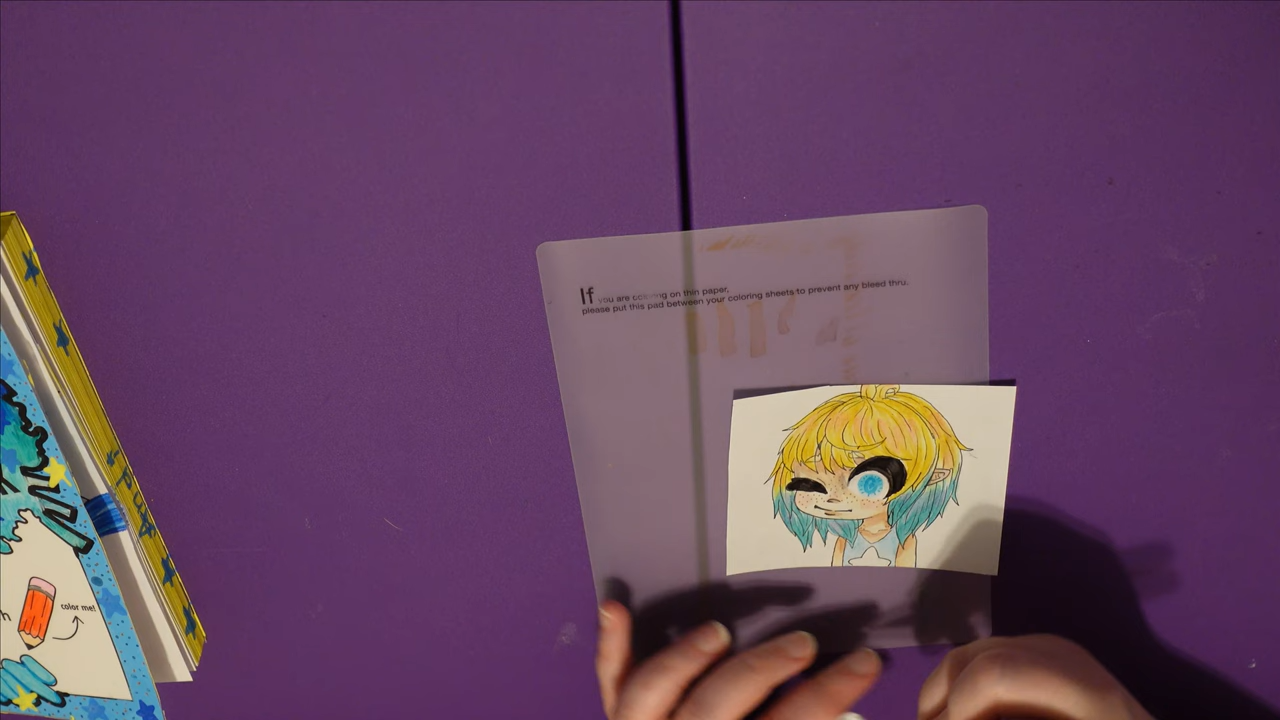 If you are coloring on thin paper,
please put this pad between your coloring sheets to prevent any bleed thru.
color me!